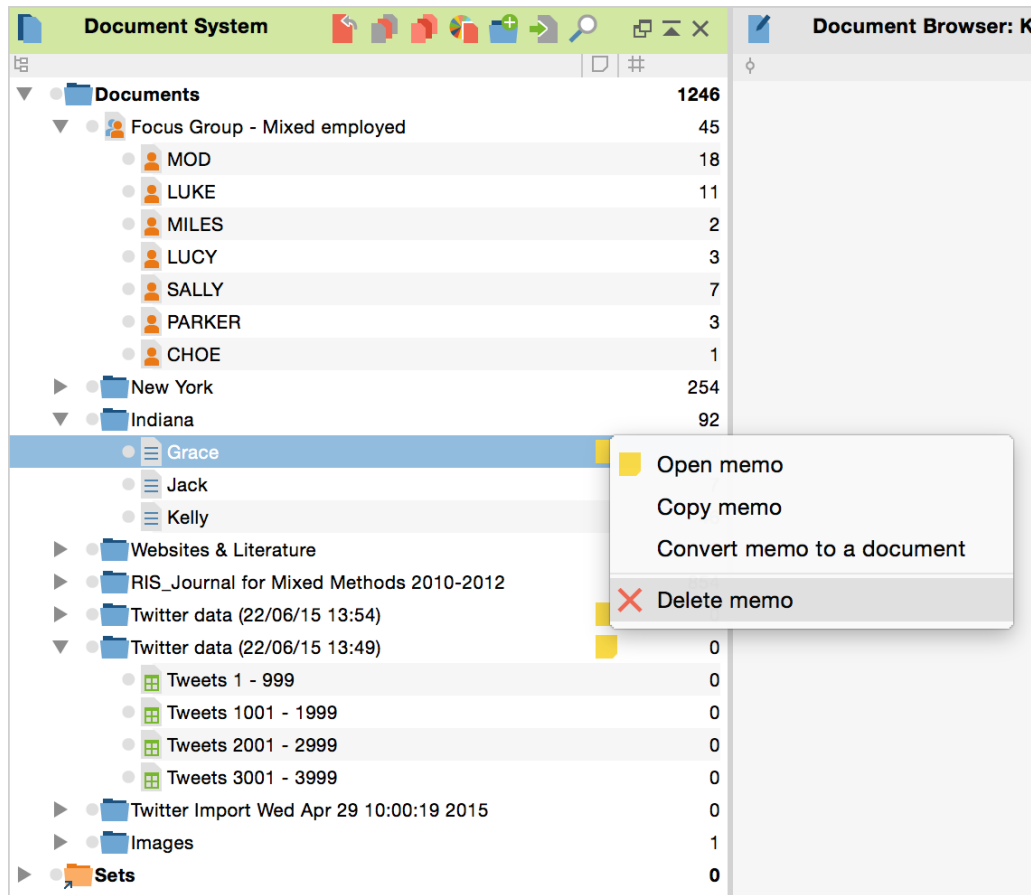 Document System
Document Browser: K
Documents 1246
Focus Group - Mixed employed 45
MOD 18
LUKE 11
MILES 2
LUCY 3
SALLY 7
PARKER 3
CHOE 1
New York 254
Indiana 92
Grace
Open memo
Jack
Copy memo
Kelly
Convert memo to a document
Websites & Literature
RIS_Journal for Mixed Methods 2010-2012
Delete memo
Twitter data (22/06/15 13:54)
Twitter data (22/06/15 13:49) 0
Tweets 1 - 999 0
Tweets 1001 - 1999 0
Tweets 2001 - 2999 0
Tweets 3001 - 3999 0
Twitter Import Wed Apr 29 10:00:19 2015 0
Images 1
Sets 0